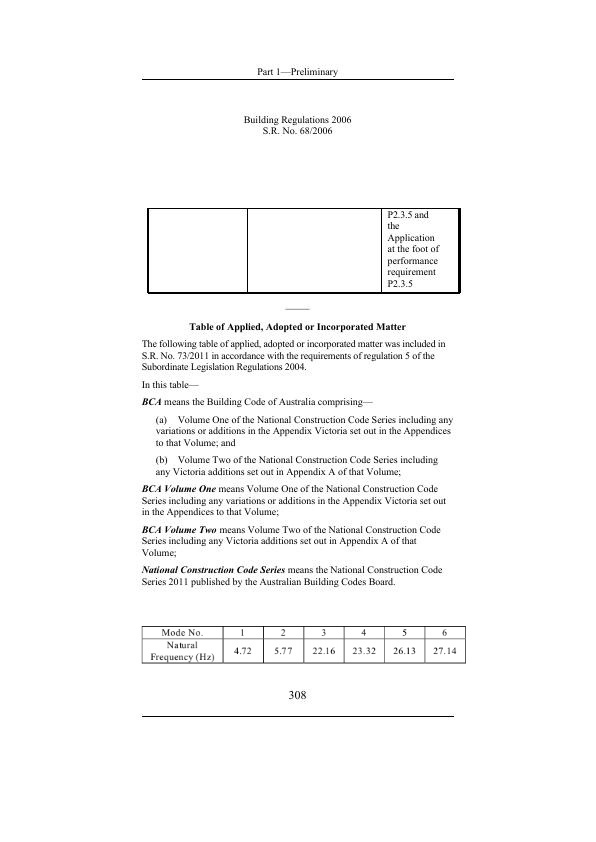 Part 1—Preliminary
Building Regulations 2006
S.R. No. 68/2006
P2.3.5 and
the
Application
at the foot of
performance
requirement
P2.3.5
Table of Applied, Adopted or Incorporated Matter
The following table of applied, adopted or incorporated matter was included in
S.R. No. 73/2011 in accordance with the requirements of regulation 5 of the
Subordinate Legislation Regulations 2004.
In this table—
BCA means the Building Code of Australia comprising—
(a) Volume One of the National Construction Code Series including any
variations or additions in the Appendix Victoria set out in the Appendices
to that Volume; and
(b) Volume Two of the National Construction Code Series including
any Victoria additions set out in Appendix A of that Volume;
BCA Volume One means Volume One of the National Construction Code
Series including any variations or additions in the Appendix Victoria set out
in the Appendices to that Volume;
BCA Volume Two means Volume Two of the National Construction Code
Series including any Victoria additions set out in Appendix A of that
Volume;
National Construction Code Series means the National Construction Code
Series 2011 published by the Australian Building Codes Board.
Mode No. 1 2 3 4 5 6
Natural
Frequency (Hz) 4.72 5.77 22.16 23.32 26.13 27.14
308